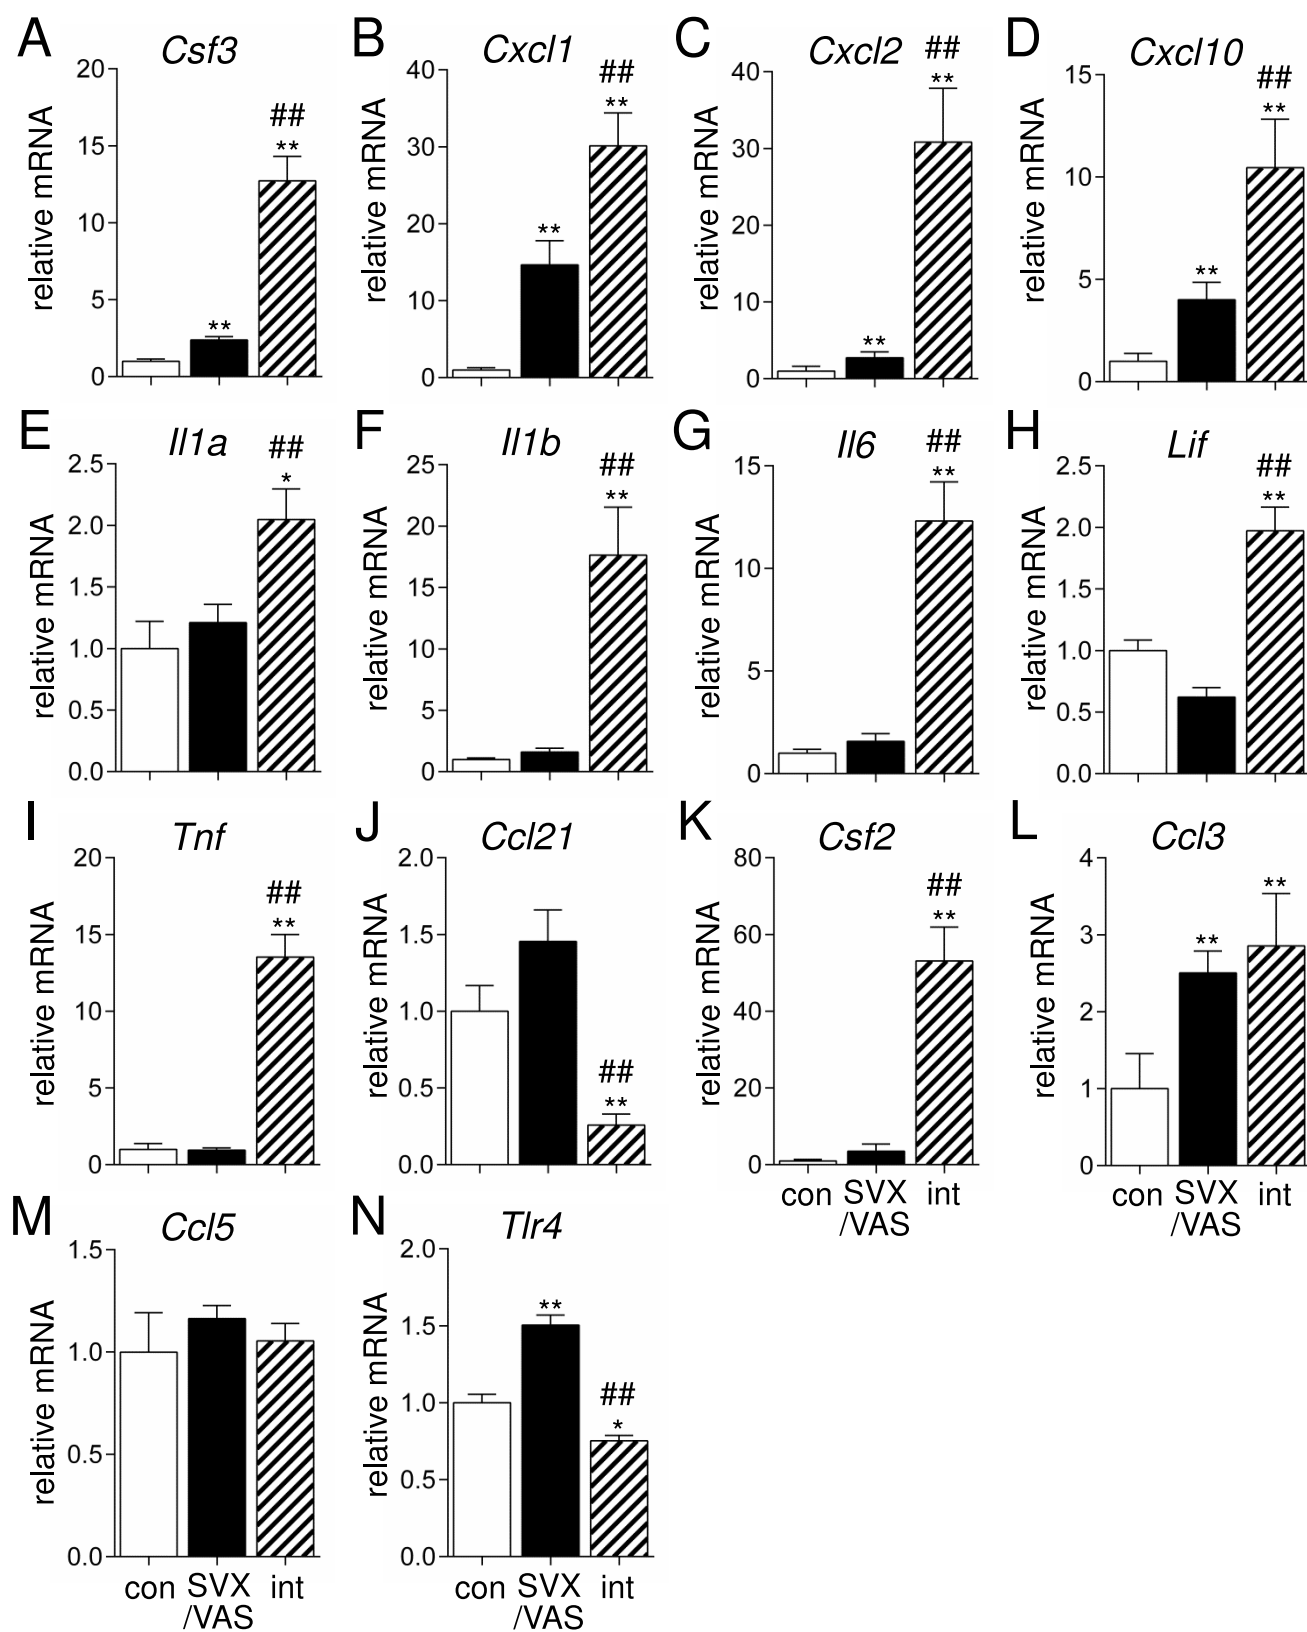 A Csf3
relative mRNA
20
15
10
5
0
**
##
**
B Cxcl1
relative mRNA
40
30
20
10
0
**
##
**
C Cxcl2
relative mRNA
40
30
20
10
0
**
##
**
D Cxcl10
relative mRNA
15
10
5
0
**
##
**
E Il1a
relative mRNA
2.5
2.0
1.5
1.0
0.5
0.0
##
*
F Il1b
relative mRNA
25
20
15
10
5
0
##
**
G Il6
relative mRNA
15
10
5
0
##
**
H Lif
relative mRNA
2.5
2.0
1.5
1.0
0.5
0.0
##
**
I Tnf
relative mRNA
20
15
10
5
0
##
**
J Ccl21
relative mRNA
2.0
1.5
1.0
0.5
0.0
##
**
K Csf2
relative mRNA
80
60
40
20
0
##
**
con SVX int
/VAS
L Ccl3
relative mRNA
4
3
2
1
0
**
**
con SVX int
/VAS
M Ccl5
relative mRNA
1.5
1.0
0.5
0.0
con SVX int
/VAS
N Tlr4
relative mRNA
2.0
1.5
1.0
0.5
0.0
**
##
*
con SVX int
/VAS